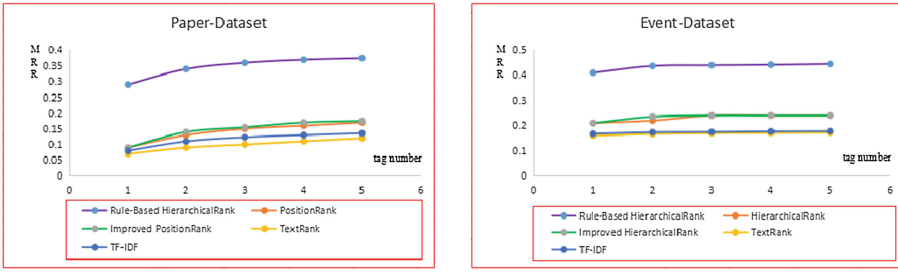 Paper-Dataset
M
R
R
0.4
0.35
0.3
0.25
0.2
0.15
0.1
0.05
0
tag number
0 1 2 3 4 5 6
Rule-Based HierarchicalRank PositionRank
Improved PositionRank TextRank
TF-IDF
Event-Dataset
M
R
R
0.5
0.4
0.3
0.2
0.1
0
tag number
0 1 2 3 4 5 6
Rule-Based HierarchicalRank HierarchicalRank
Improved HierarchicalRank TextRank
TF-IDF